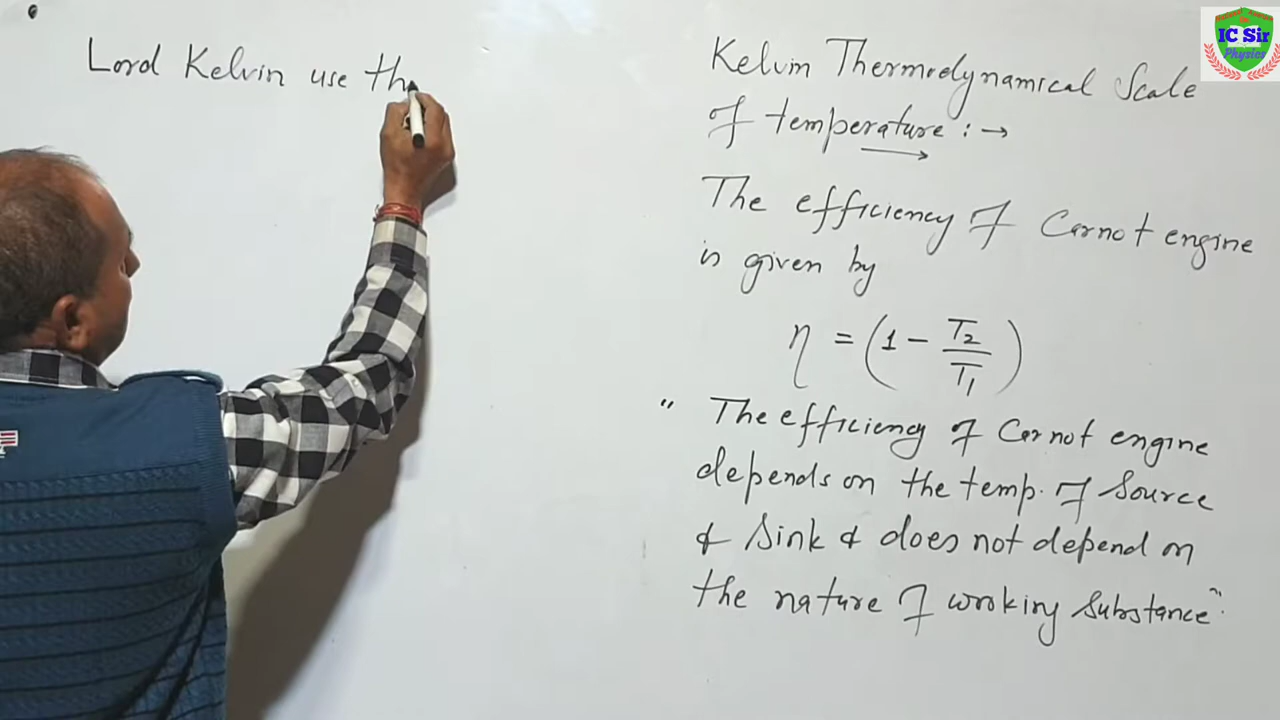 Lord Kelvin use th
Kelvin Thermodynamical Scale
of temperature : →
The efficiency of Carnot engine
is given by
η = (1 - T₂/T₁)
" The efficiency of Carnot engine
depends on the temp. of Source
& Sink & does not depend on
the nature of working Substance".
IC Sir
Physics